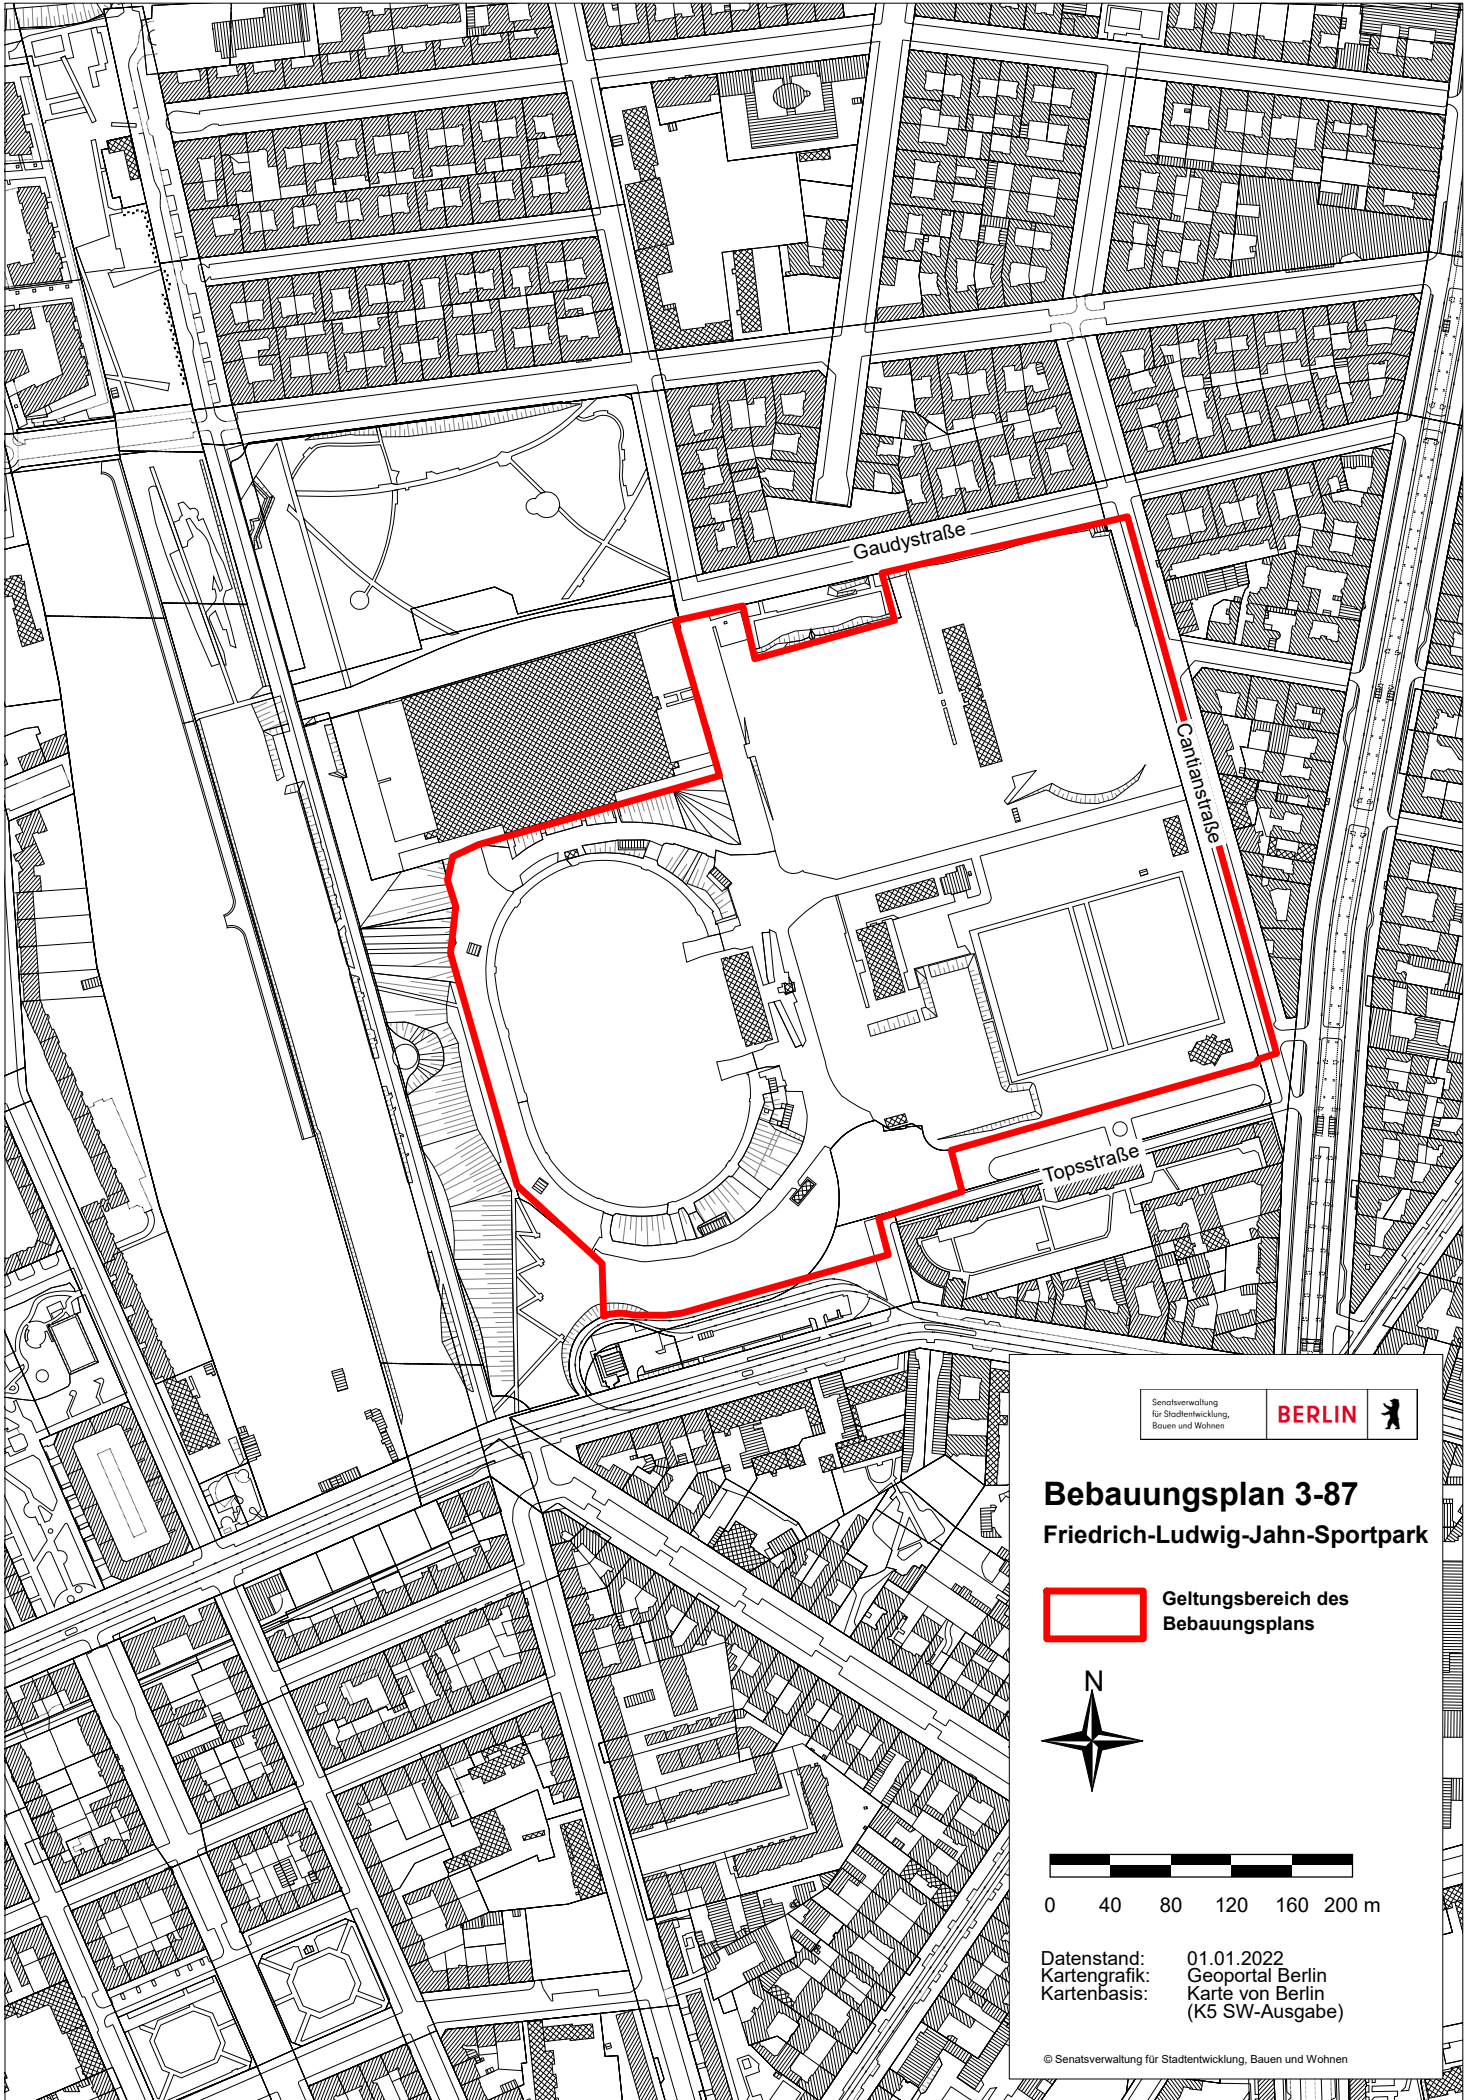 Gaudystraße
Cantianstraße
Topsstraße
Senatsverwaltung
für Stadtentwicklung,
Bauen und Wohnen
BERLIN
Bebauungsplan 3-87
Friedrich-Ludwig-Jahn-Sportpark
Geltungsbereich des
Bebauungsplans
N
0 40 80 120 160 200 m
Datenstand: 01.01.2022
Kartengrafik: Geoportal Berlin
Kartenbasis: Karte von Berlin
(K5 SW-Ausgabe)
© Senatsverwaltung für Stadtentwicklung, Bauen und Wohnen